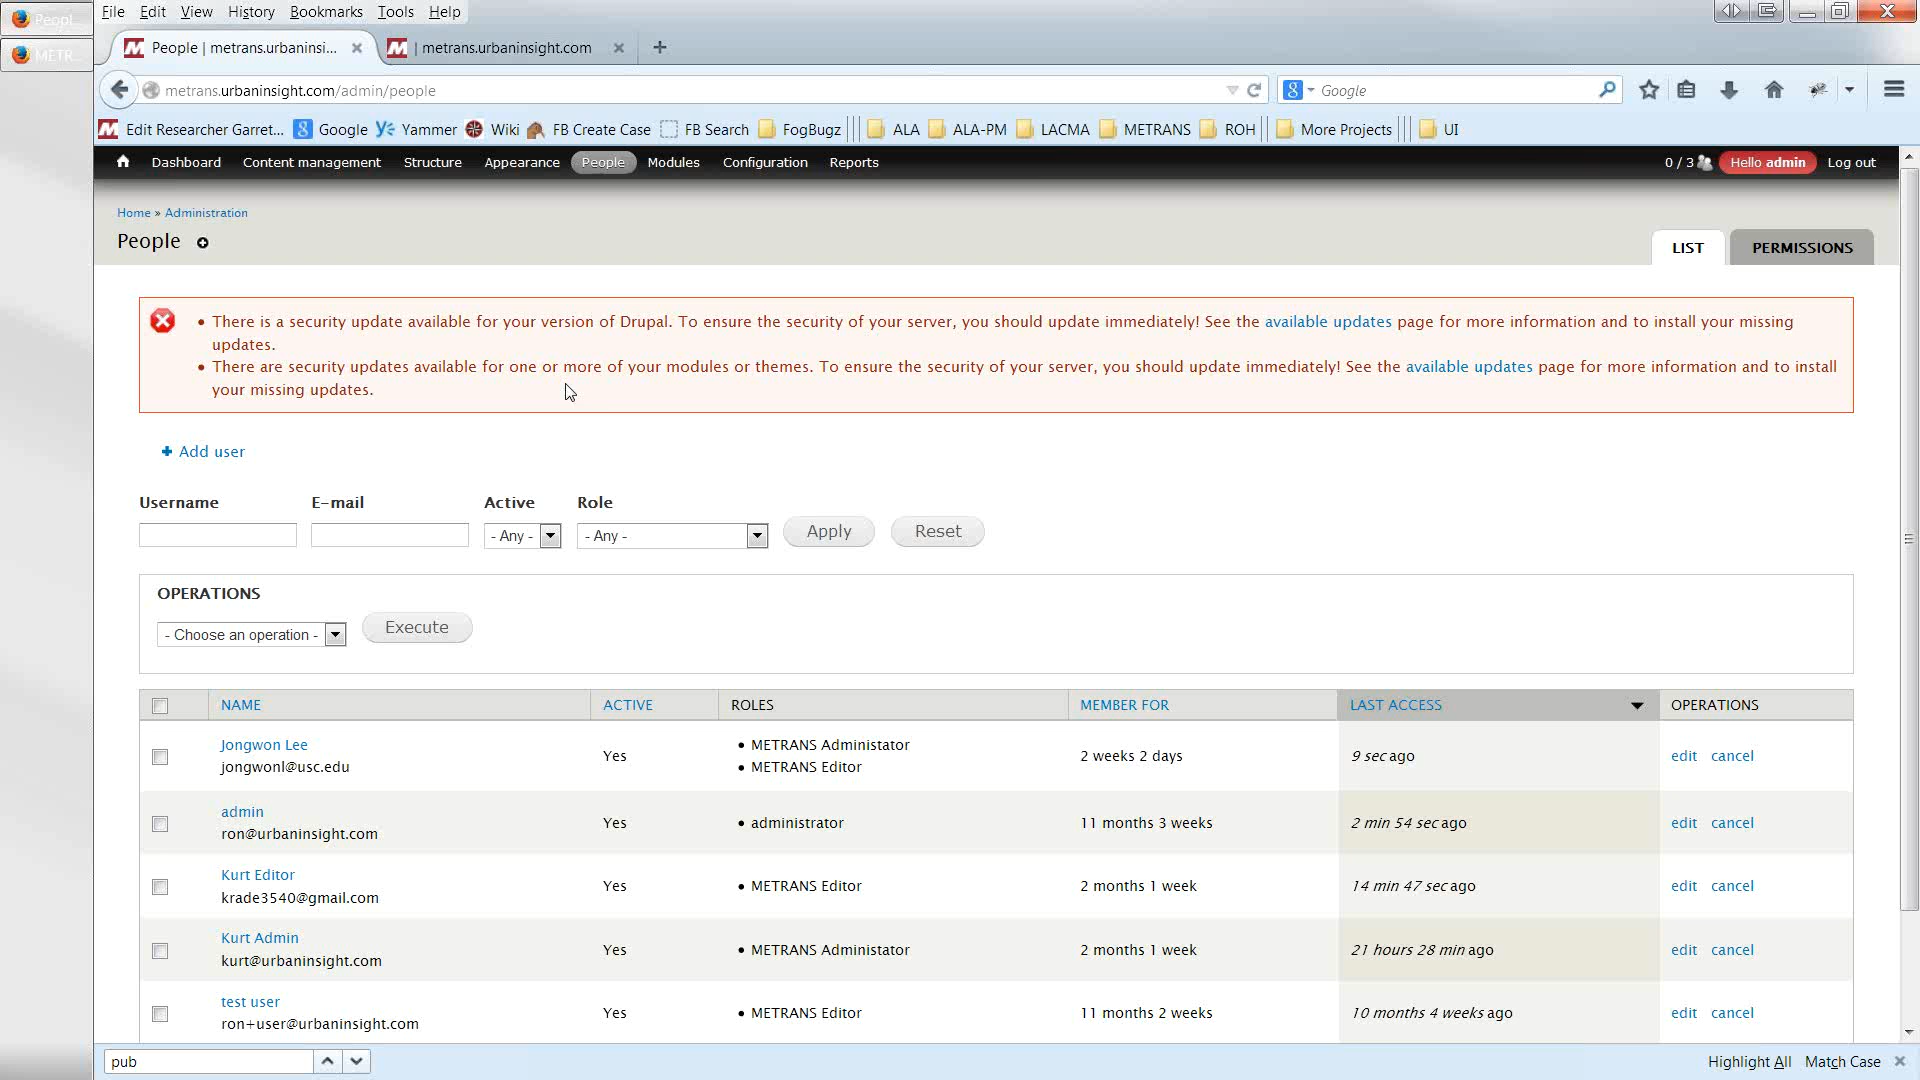 Peopl
METR
File Edit View History Bookmarks Tools Help
People | metrans.urbaninsi... | metrans.urbaninsight.com
metrans.urbaninsight.com/admin/people
Google
Edit Researcher Garret... Google Yammer Wiki FB Create Case FB Search FogBugz ALA ALA-PM LACMA METRANS ROH More Projects UI
Dashboard Content management Structure Appearance People Modules Configuration Reports 0 / 3 Hello admin Log out
Home » Administration
People
LIST PERMISSIONS
• There is a security update available for your version of Drupal. To ensure the security of your server, you should update immediately! See the available updates page for more information and to install your missing
updates.
• There are security updates available for one or more of your modules or themes. To ensure the security of your server, you should update immediately! See the available updates page for more information and to install
your missing updates.
Add user
Username E-mail Active Role
- Any - - Any - Apply Reset
OPERATIONS
- Choose an operation - Execute
NAME ACTIVE ROLES MEMBER FOR LAST ACCESS OPERATIONS
Jongwon Lee
jongwonl@usc.edu
Yes
• METRANS Administator
• METRANS Editor
2 weeks 2 days
9 sec ago
edit cancel
admin
ron@urbaninsight.com
Yes
• administrator
11 months 3 weeks
2 min 54 sec ago
edit cancel
Kurt Editor
krade3540@gmail.com
Yes
• METRANS Editor
2 months 1 week
14 min 47 sec ago
edit cancel
Kurt Admin
kurt@urbaninsight.com
Yes
• METRANS Administator
2 months 1 week
21 hours 28 min ago
edit cancel
test user
ron+user@urbaninsight.com
Yes
• METRANS Editor
11 months 2 weeks
10 months 4 weeks ago
edit cancel
pub
Highlight All Match Case